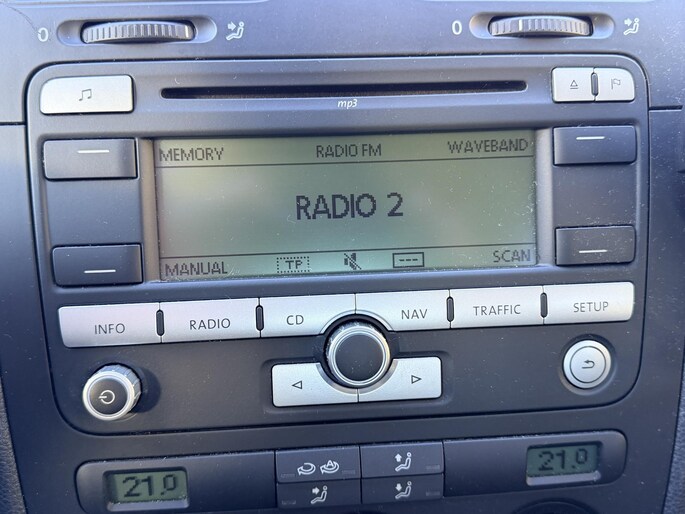 0 0
mp3
MEMORY RADIO FM WAVEBAND
RADIO 2
MANUAL TP --- SCAN
INFO RADIO CD NAV TRAFFIC SETUP
21.0 21.0